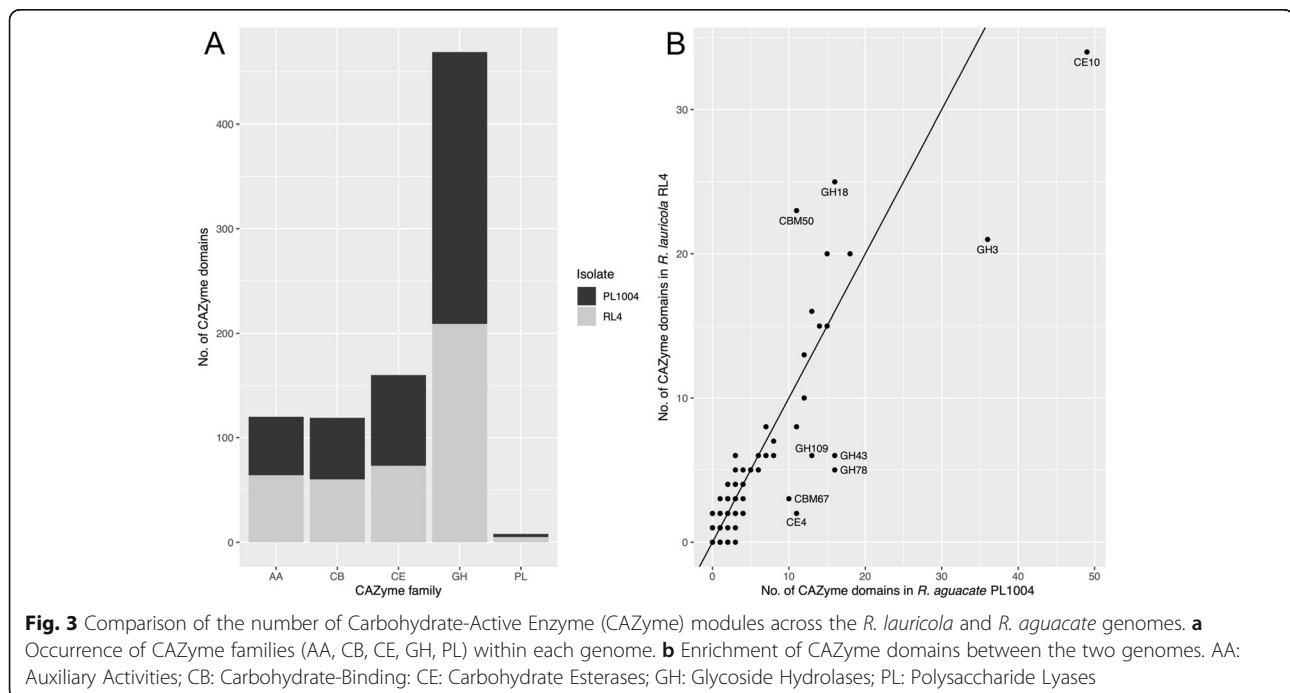 A
No. of CAZyme domains
400
300
200
100
0
AA CB CE GH PL
CAZyme family
Isolate
PL1004
RL4
B
No. of CAZyme domains in R. lauricola RL4
30
20
10
0
CE10
GH18
CBM50
GH3
GH109
GH43
GH78
CBM67
CE4
0 10 20 30 40 50
No. of CAZyme domains in R. aguacate PL1004
Fig. 3 Comparison of the number of Carbohydrate-Active Enzyme (CAZyme) modules across the R. lauricola and R. aguacate genomes. a
Occurrence of CAZyme families (AA, CB, CE, GH, PL) within each genome. b Enrichment of CAZyme domains between the two genomes. AA:
Auxiliary Activities; CB: Carbohydrate-Binding: CE: Carbohydrate Esterases; GH: Glycoside Hydrolases; PL: Polysaccharide Lyases